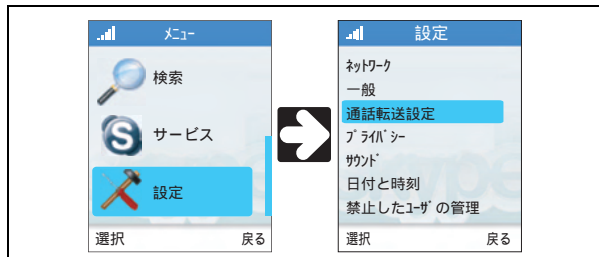 ﾒﾆｭｰ
検索
サービス
設定
選択 戻る
設定
ﾈｯﾄﾜｰｸ
一般
通話転送設定
ﾌﾟﾗｲﾊﾞｼｰ
ｻｳﾝﾄﾞ
日付と時刻
禁止したﾕｰｻﾞの管理
選択 戻る